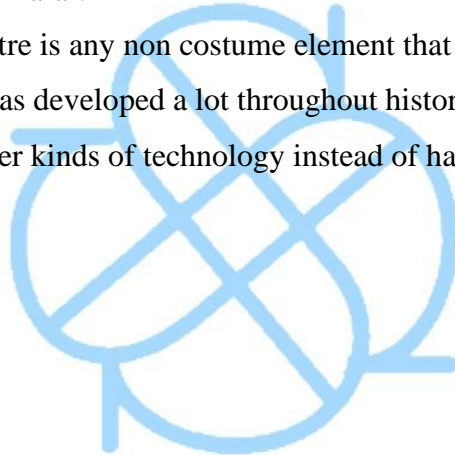 tre is any non costume element that
as developed a lot throughout histor
er kinds of technology instead of ha